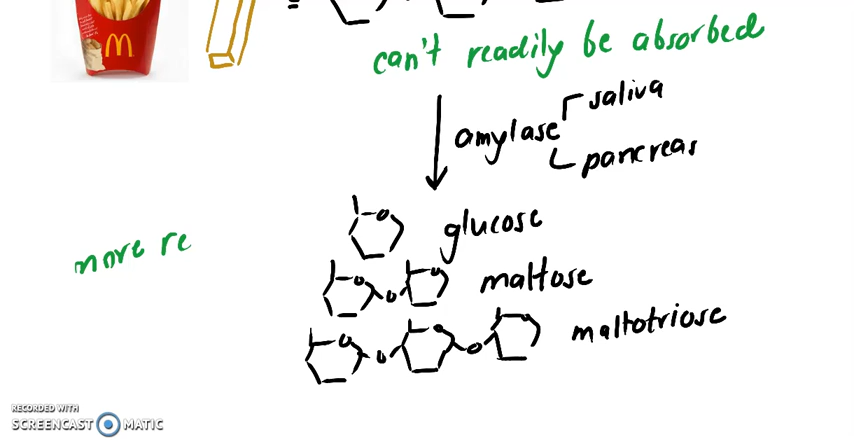 can't readily be absorbed
amylase
saliva
pancreas
glucose
more re
maltose
maltotriose
RECORDED WITH
SCREENCAST MATIC